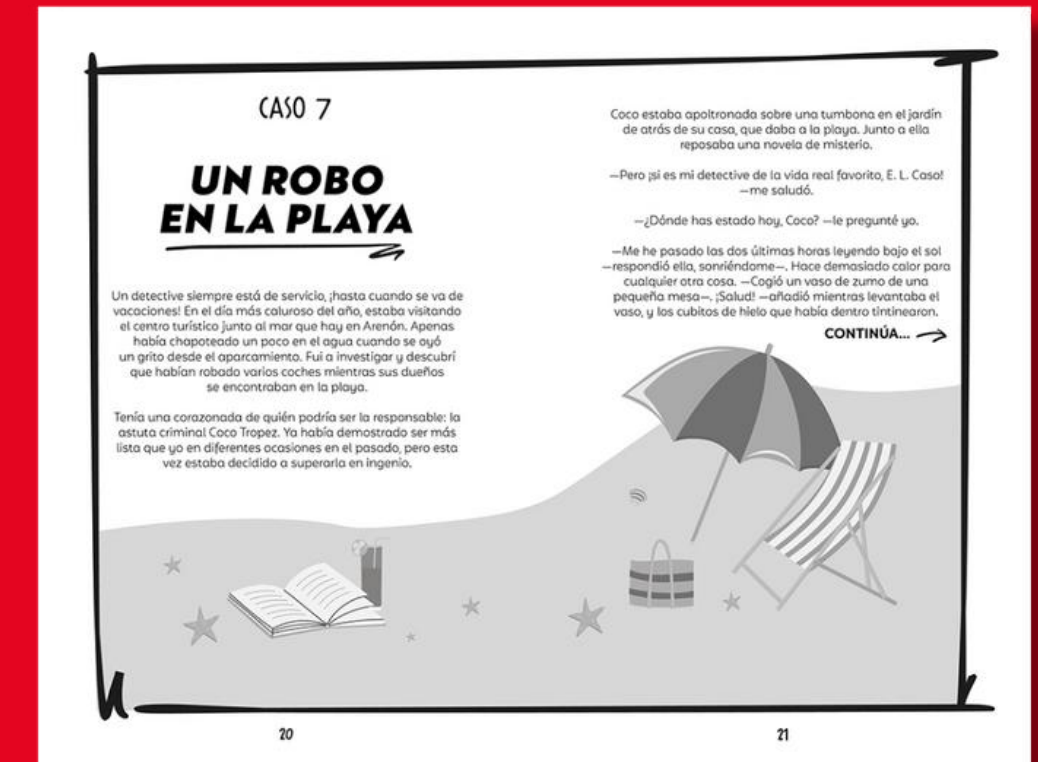 CASO 7
UN ROBO
EN LA PLAYA
Un detective siempre está de servicio, ¡hasta cuando se va de
vacaciones! En el día más caluroso del año, estaba visitando
el centro turístico junto al mar que hay en Arenón. Apenas
había chapoteado un poco en el agua cuando se oyó
un grito desde el aparcamiento. Fui a investigar y descubrí
que habían robado varios coches mientras sus dueños
se encontraban en la playa.
Tenía una corazonada de quién podría ser la responsable: la
astuta criminal Coco Tropez. Ya había demostrado ser más
lista que yo en diferentes ocasiones en el pasado, pero esta
vez estaba decidido a superarla en ingenio.
20
Coco estaba apoltronada sobre una tumbona en el jardín
de atrás de su casa, que daba a la playa. Junto a ella
reposaba una novela de misterio.
—Pero ¡si es mi detective de la vida real favorito, E. L. Caso!
—me saludó.
—¿Dónde has estado hoy, Coco? —le pregunté yo.
—Me he pasado las dos últimas horas leyendo bajo el sol
—respondió ella, sonriéndome—. Hace demasiado calor para
cualquier otra cosa. —Cogió un vaso de zumo de una
pequeña mesa—. ¡Salud! —añadió mientras levantaba el
vaso, y los cubitos de hielo que había dentro tintinearon.
CONTINÚA...
21